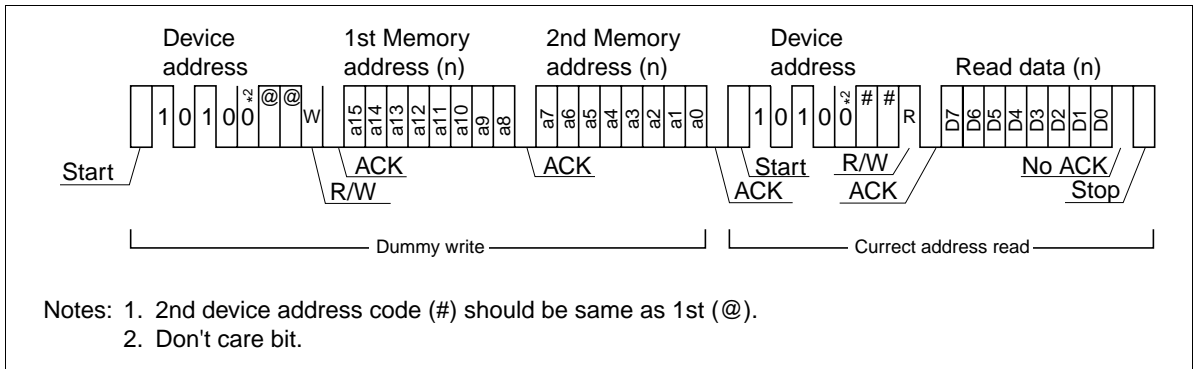 Device address
1st Memory address (n)
2nd Memory address (n)
Device address
Read data (n)
1 0 1 0 0 *2 @ @ W
a15 a14 a13 a12 a11 a10 a9 a8
a7 a6 a5 a4 a3 a2 a1 a0
1 0 1 0 0 *2 # # R
D7 D6 D5 D4 D3 D2 D1 D0
Start
R/W
ACK
ACK
ACK
Start
R/W
ACK
No ACK
Stop
Dummy write
Currect address read
Notes: 1. 2nd device address code (#) should be same as 1st (@).
2. Don't care bit.